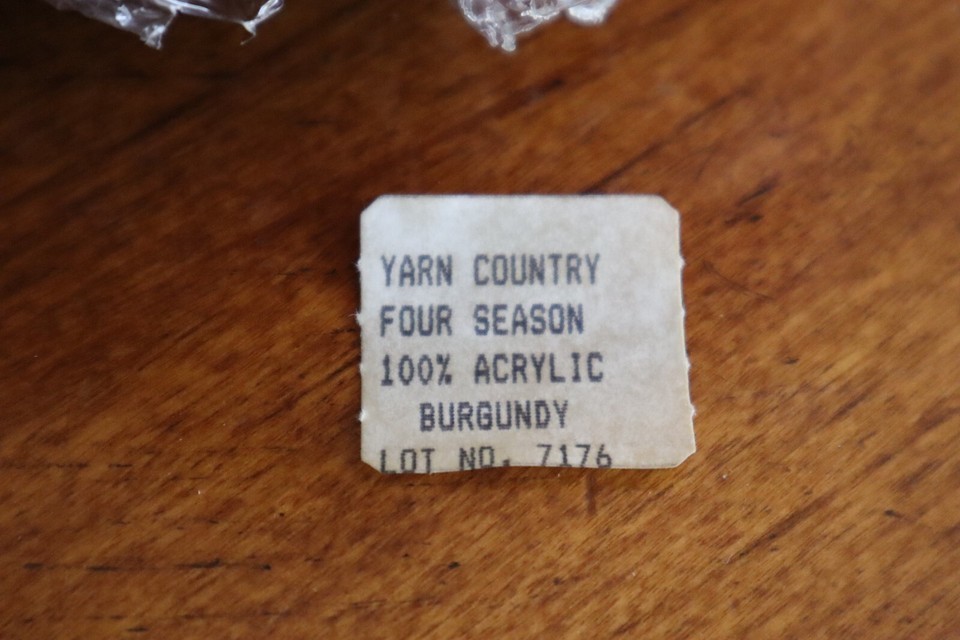 YARN COUNTRY
FOUR SEASON
100% ACRYLIC
BURGUNDY
LOT NO. 7176